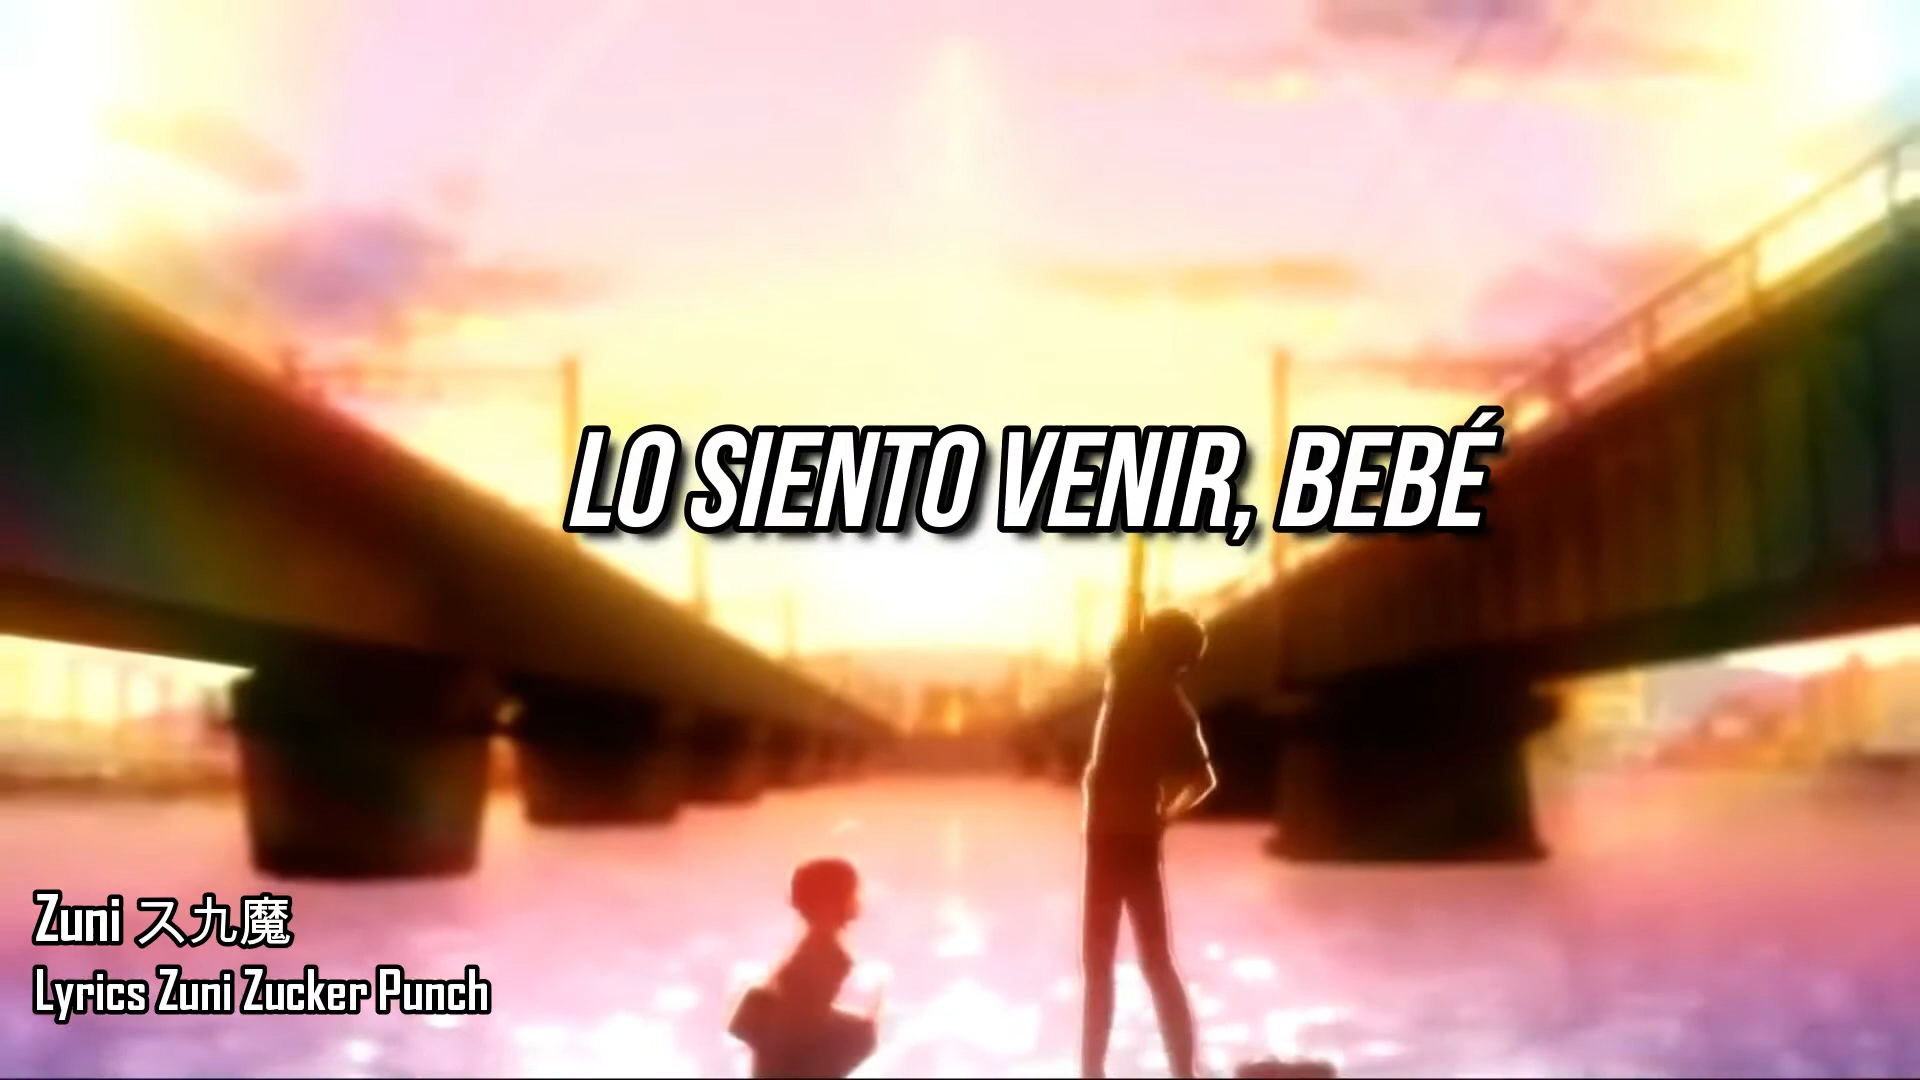 LO SIENTO VENIR, BEBÉ
Zuni ス九魔
Lyrics Zuni Zucker Punch